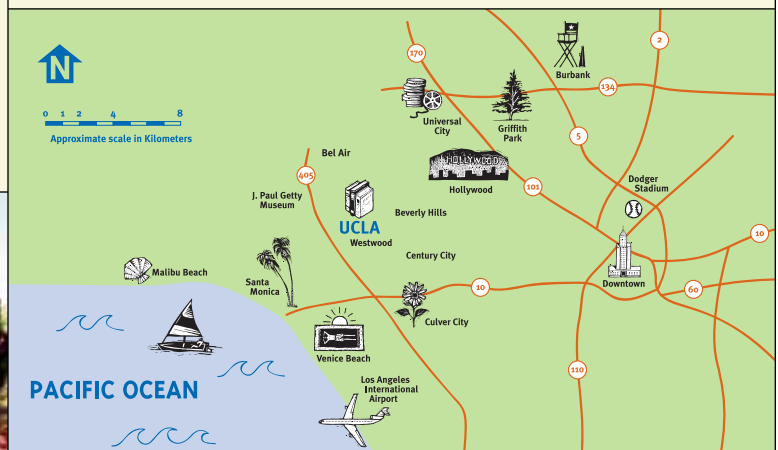 2
170
Burbank
N
134
0 1 2 4 8
Approximate scale in Kilometers
Universal
City
Griffith
Park
5
Bel Air
HOLLYWOOD
Hollywood
405
Dodger
Stadium
101
J. Paul Getty
Museum
Beverly Hills
UCLA
Westwood
10
Century City
Malibu Beach
Santa
Monica
Downtown
10
60
Culver City
Venice Beach
110
PACIFIC OCEAN
Los Angeles
International
Airport